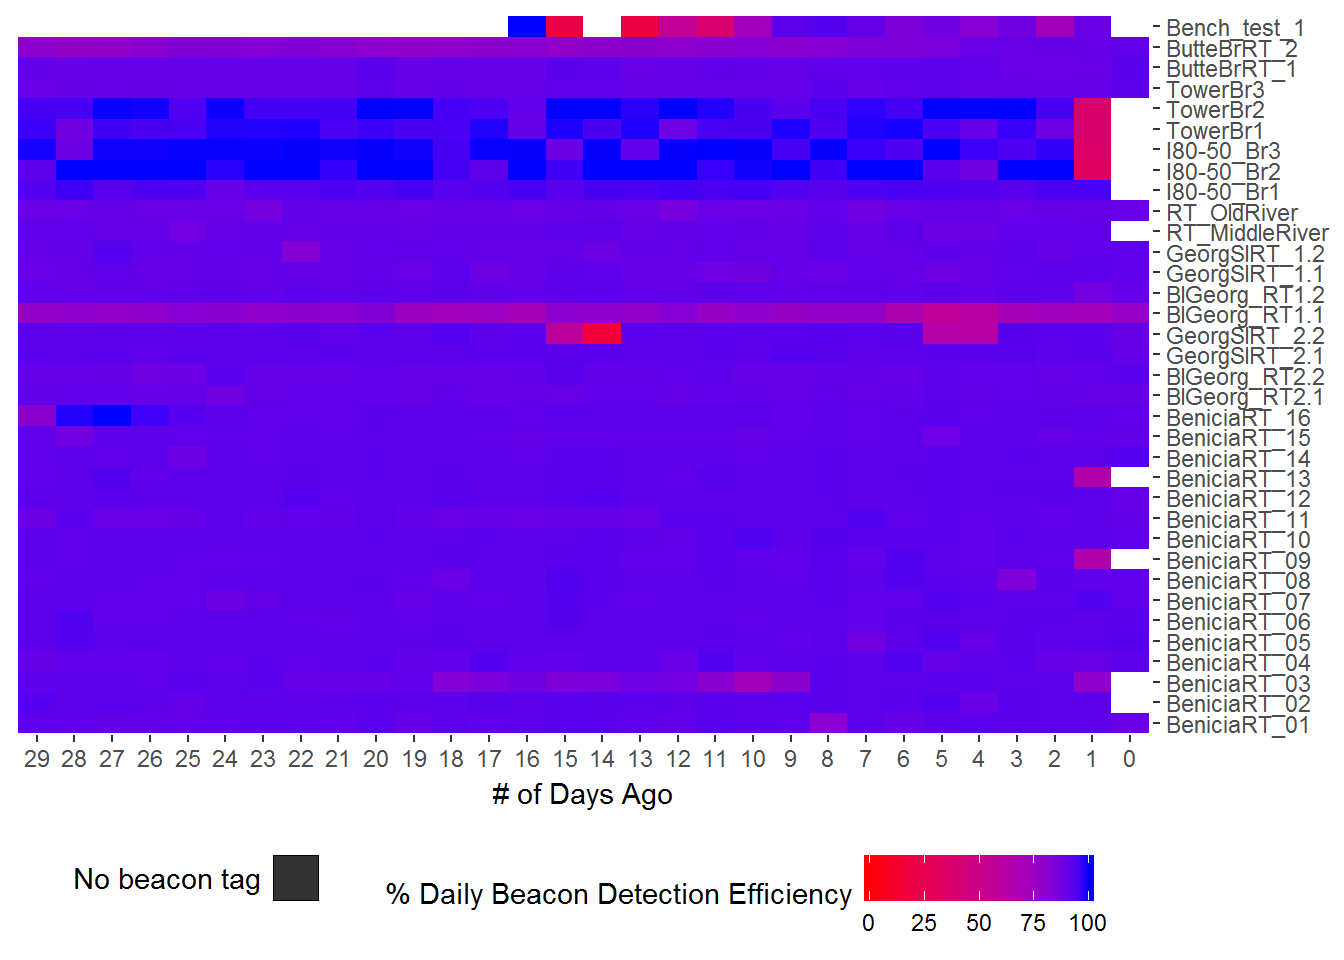 Bench_test_1
ButteBrRT_2
ButteBrRT_1
TowerBr3
TowerBr2
TowerBr1
I80-50_Br3
I80-50_Br2
I80-50_Br1
RT_OldRiver
RT_MiddleRiver
GeorgSlRT_1.2
GeorgSlRT_1.1
BlGeorg_RT1.2
BlGeorg_RT1.1
GeorgSlRT_2.2
GeorgSlRT_2.1
BlGeorg_RT2.2
BlGeorg_RT2.1
BeniciaRT_16
BeniciaRT_15
BeniciaRT_14
BeniciaRT_13
BeniciaRT_12
BeniciaRT_11
BeniciaRT_10
BeniciaRT_09
BeniciaRT_08
BeniciaRT_07
BeniciaRT_06
BeniciaRT_05
BeniciaRT_04
BeniciaRT_03
BeniciaRT_02
BeniciaRT_01
29 28 27 26 25 24 23 22 21 20 19 18 17 16 15 14 13 12 11 10 9 8 7 6 5 4 3 2 1 0
# of Days Ago
No beacon tag
% Daily Beacon Detection Efficiency
0 25 50 75 100